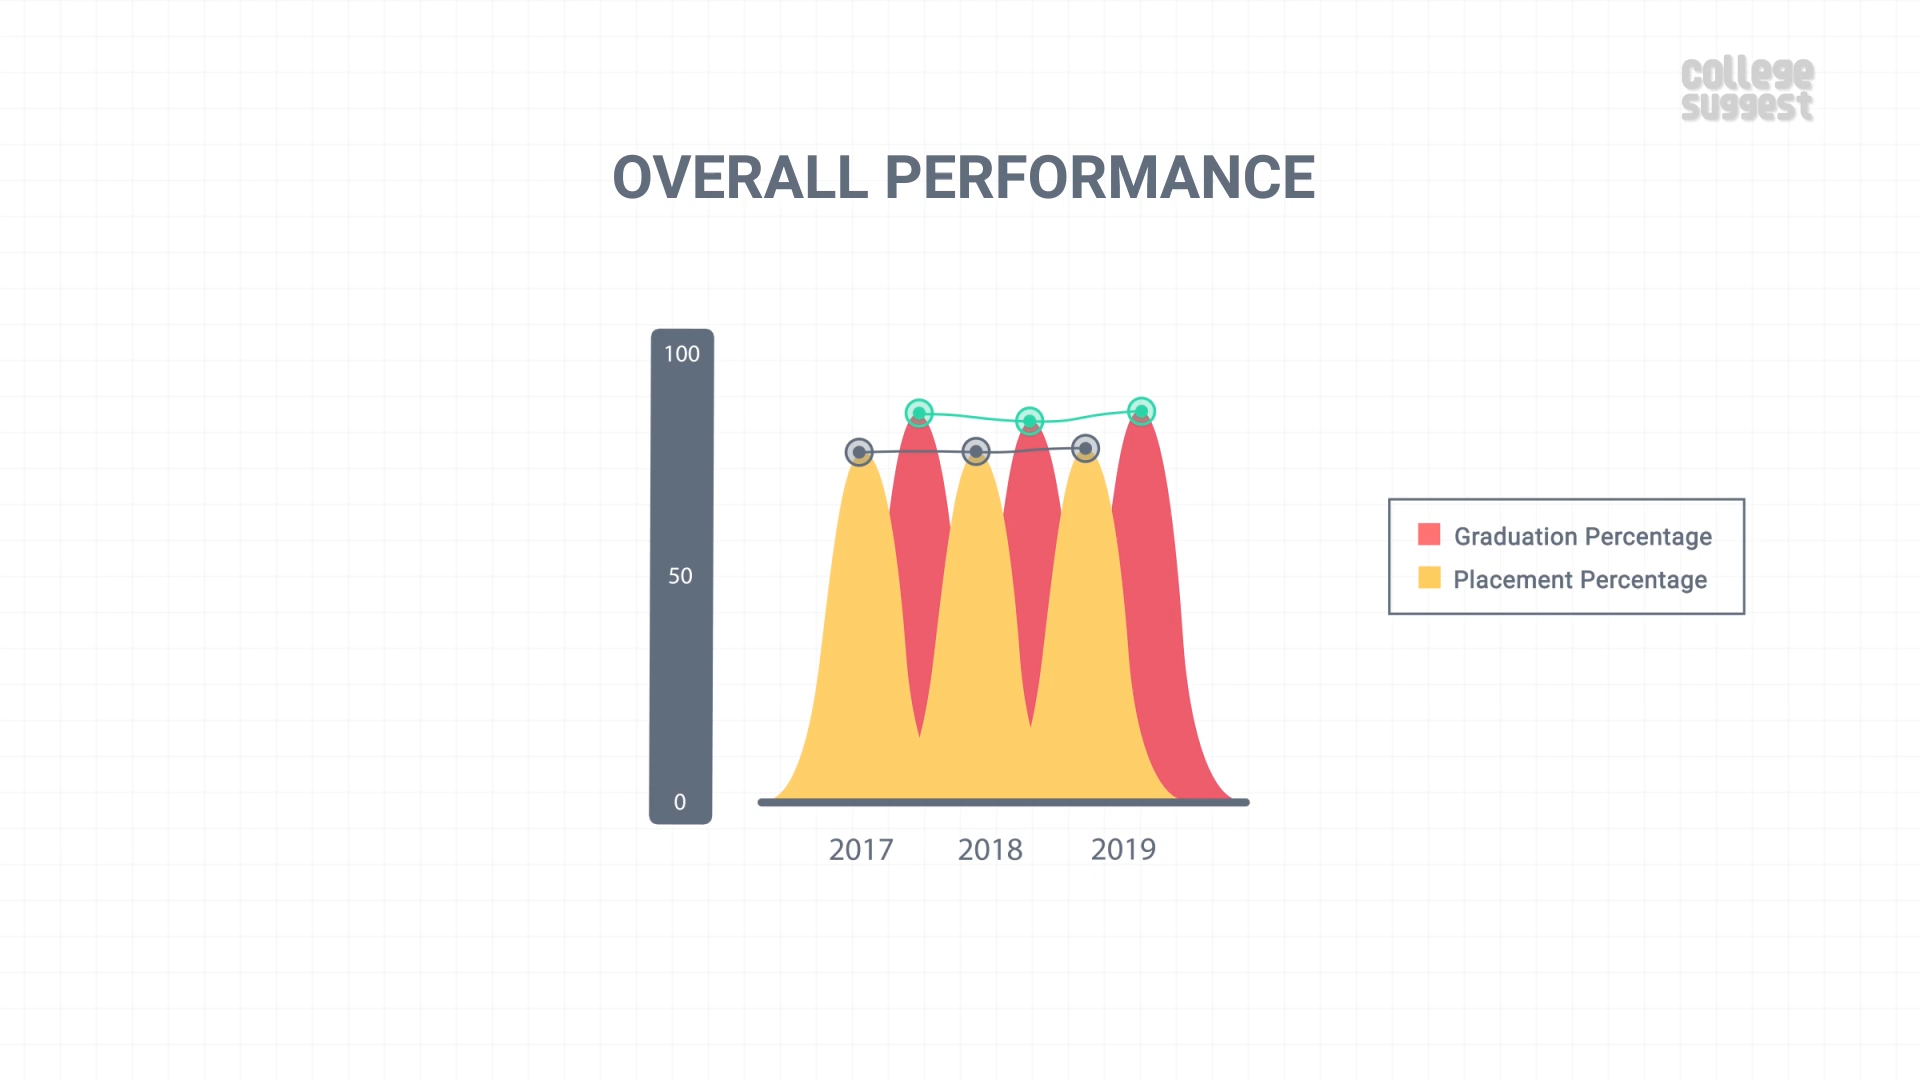 college
suggest
OVERALL PERFORMANCE
100
50
0
2017 2018 2019
Graduation Percentage
Placement Percentage